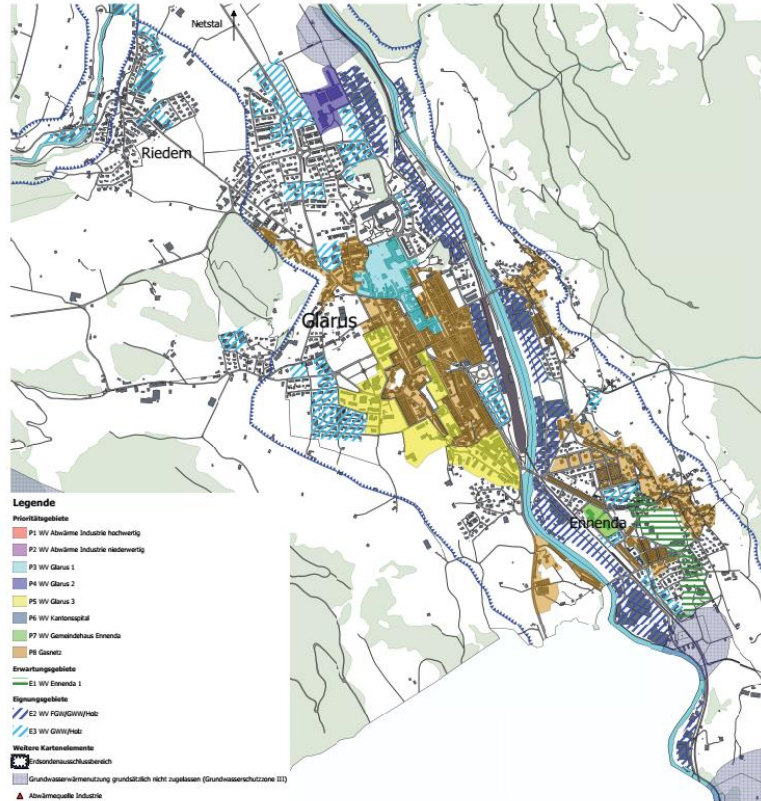 Netstal
Riedern
Glarus
Ennenda
Legende
Prioritätsgebiete
P1 WV Abwärme Industrie hochwertig
P2 WV Abwärme Industrie niederwertig
P3 WV Glarus 1
P4 WV Glarus 2
P5 WV Glarus 3
P6 WV Kantonsspital
P7 WV Gemeindehaus Ennenda
P8 Gasnetz
Erwartungsgebiete
E1 WV Ennenda 1
Eignungsgebiete
E2 WV FGW/GWW/Holz
E3 WV GWW/Holz
Weitere Kartenelemente
Erdsondenausschlussbereich
Grundwasserwärmenutzung grundsätzlich nicht zugelassen (Grundwasserschutzzone III)
Abwärmequelle Industrie